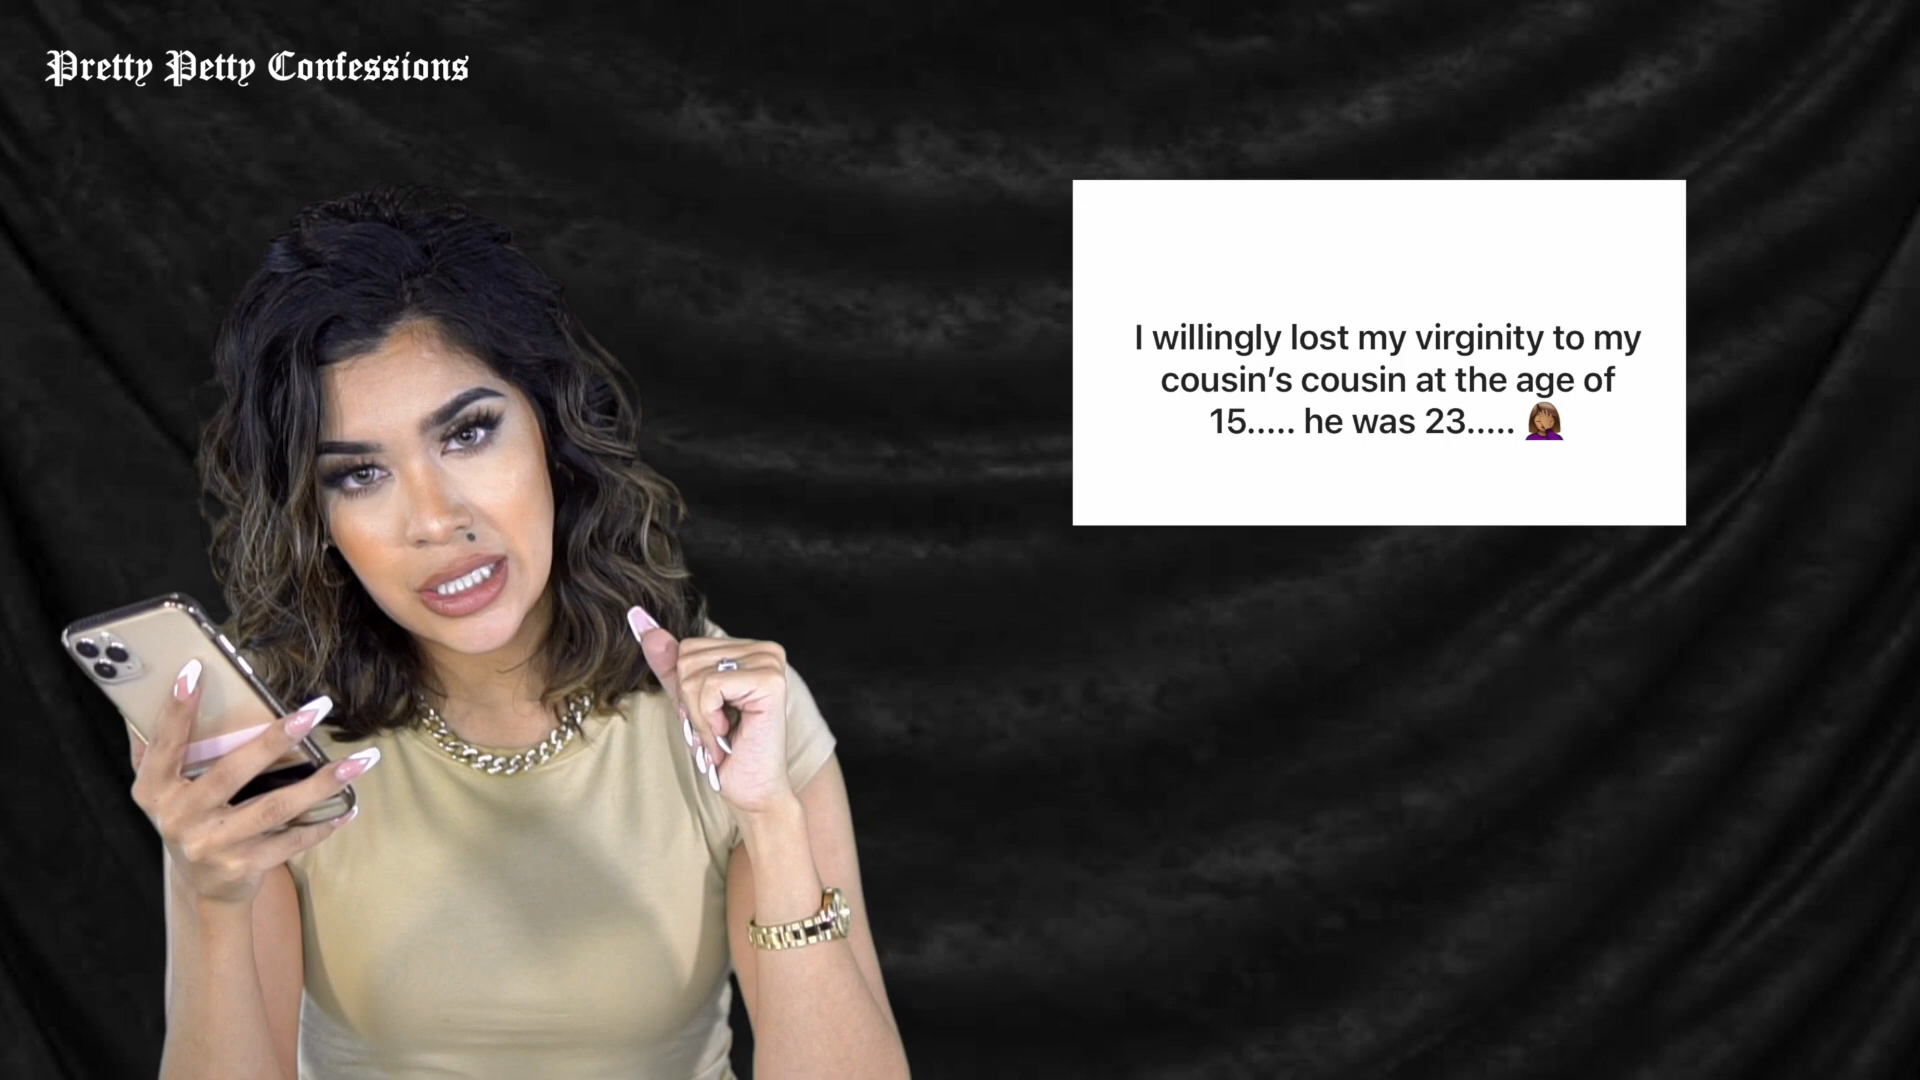 Pretty Petty Confessions
I willingly lost my virginity to my
cousin's cousin at the age of
15..... he was 23..... 🤦🏽‍♀️